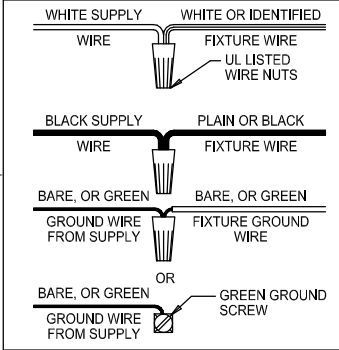 WHITE SUPPLY WHITE OR IDENTIFIED
WIRE FIXTURE WIRE
UL LISTED
WIRE NUTS
BLACK SUPPLY PLAIN OR BLACK
WIRE FIXTURE WIRE
BARE, OR GREEN BARE, OR GREEN
GROUND WIRE FIXTURE GROUND
FROM SUPPLY WIRE
OR
BARE, OR GREEN GREEN GROUND
SCREW
GROUND WIRE
FROM SUPPLY